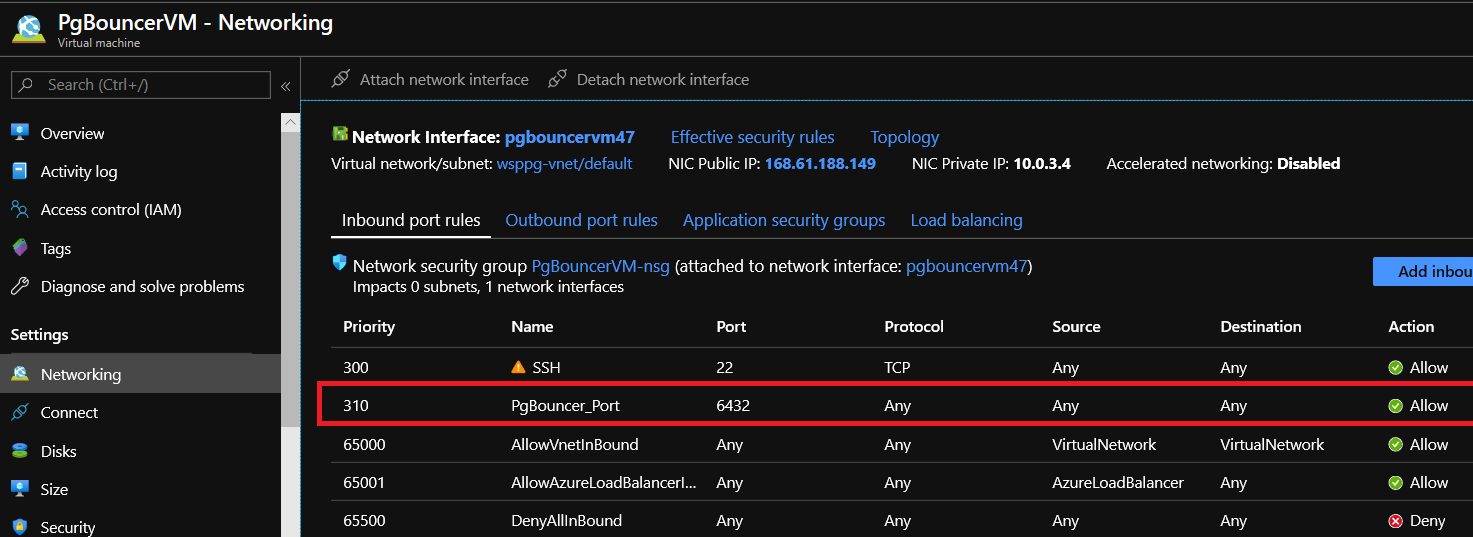 PgBouncerVM - Networking
Virtual machine
Search (Ctrl+/)
«
Overview
Activity log
Access control (IAM)
Tags
Diagnose and solve problems
Settings
Networking
Connect
Disks
Size
Security
Attach network interface Detach network interface
Network Interface: pgbouncervm47 Effective security rules Topology
Virtual network/subnet: wsppg-vnet/default NIC Public IP: 168.61.188.149 NIC Private IP: 10.0.3.4 Accelerated networking: Disabled
Inbound port rules Outbound port rules Application security groups Load balancing
Network security group PgBouncerVM-nsg (attached to network interface: pgbouncervm47)
Impacts 0 subnets, 1 network interfaces
Add inbou
Priority Name Port Protocol Source Destination Action
300 SSH 22 TCP Any Any Allow
310 PgBouncer_Port 6432 Any Any Any Allow
65000 AllowVnetInBound Any Any VirtualNetwork VirtualNetwork Allow
65001 AllowAzureLoadBalancerI... Any Any AzureLoadBalancer Any Allow
65500 DenyAllInBound Any Any Any Any Deny